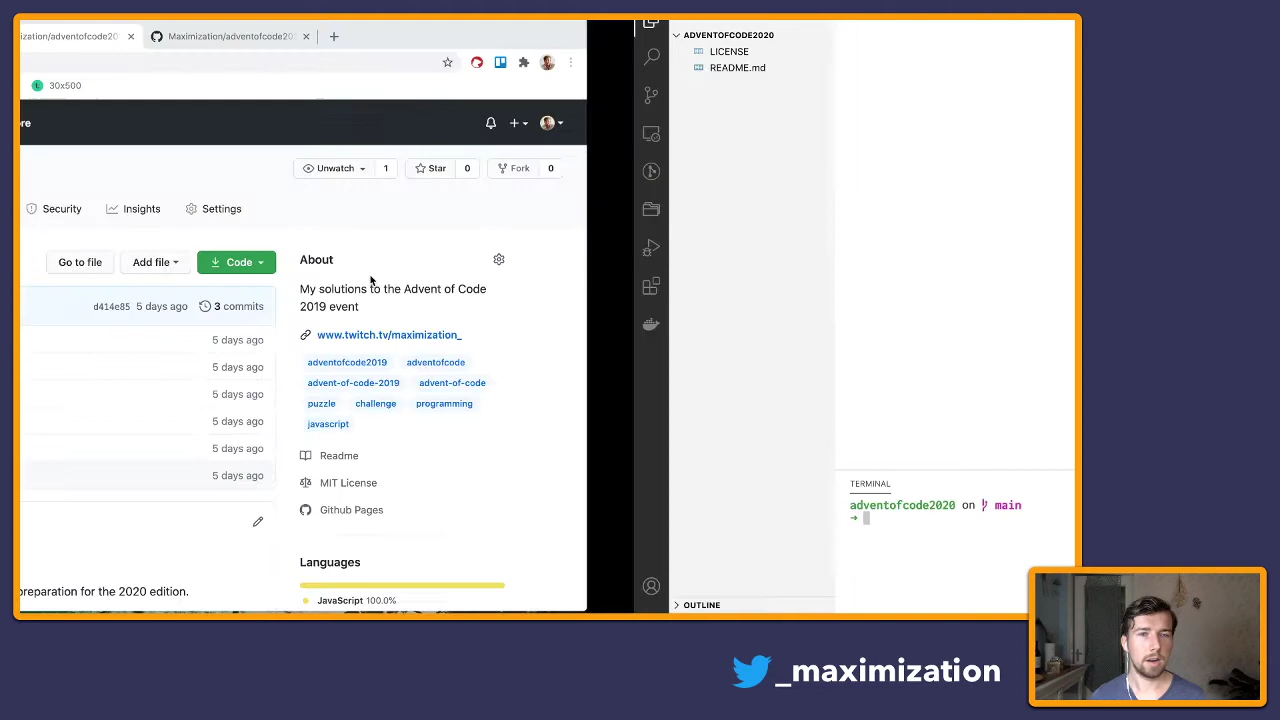 ization/adventofcode20
Maximization/adventofcode202
30x500
re
Unwatch
1
Star
0
Fork
0
Security
Insights
Settings
Go to file
Add file
Code
About
My solutions to the Advent of Code
2019 event
d414e85 5 days ago
3 commits
www.twitch.tv/maximization_
5 days ago
5 days ago
5 days ago
5 days ago
5 days ago
5 days ago
adventofcode2019
adventofcode
advent-of-code-2019
advent-of-code
puzzle
challenge
programming
javascript
Readme
MIT License
Github Pages
Languages
JavaScript 100.0%
preparation for the 2020 edition.
ADVENTOFCODE2020
LICENSE
README.md
TERMINAL
adventofcode2020 on main
→
OUTLINE
_maximization